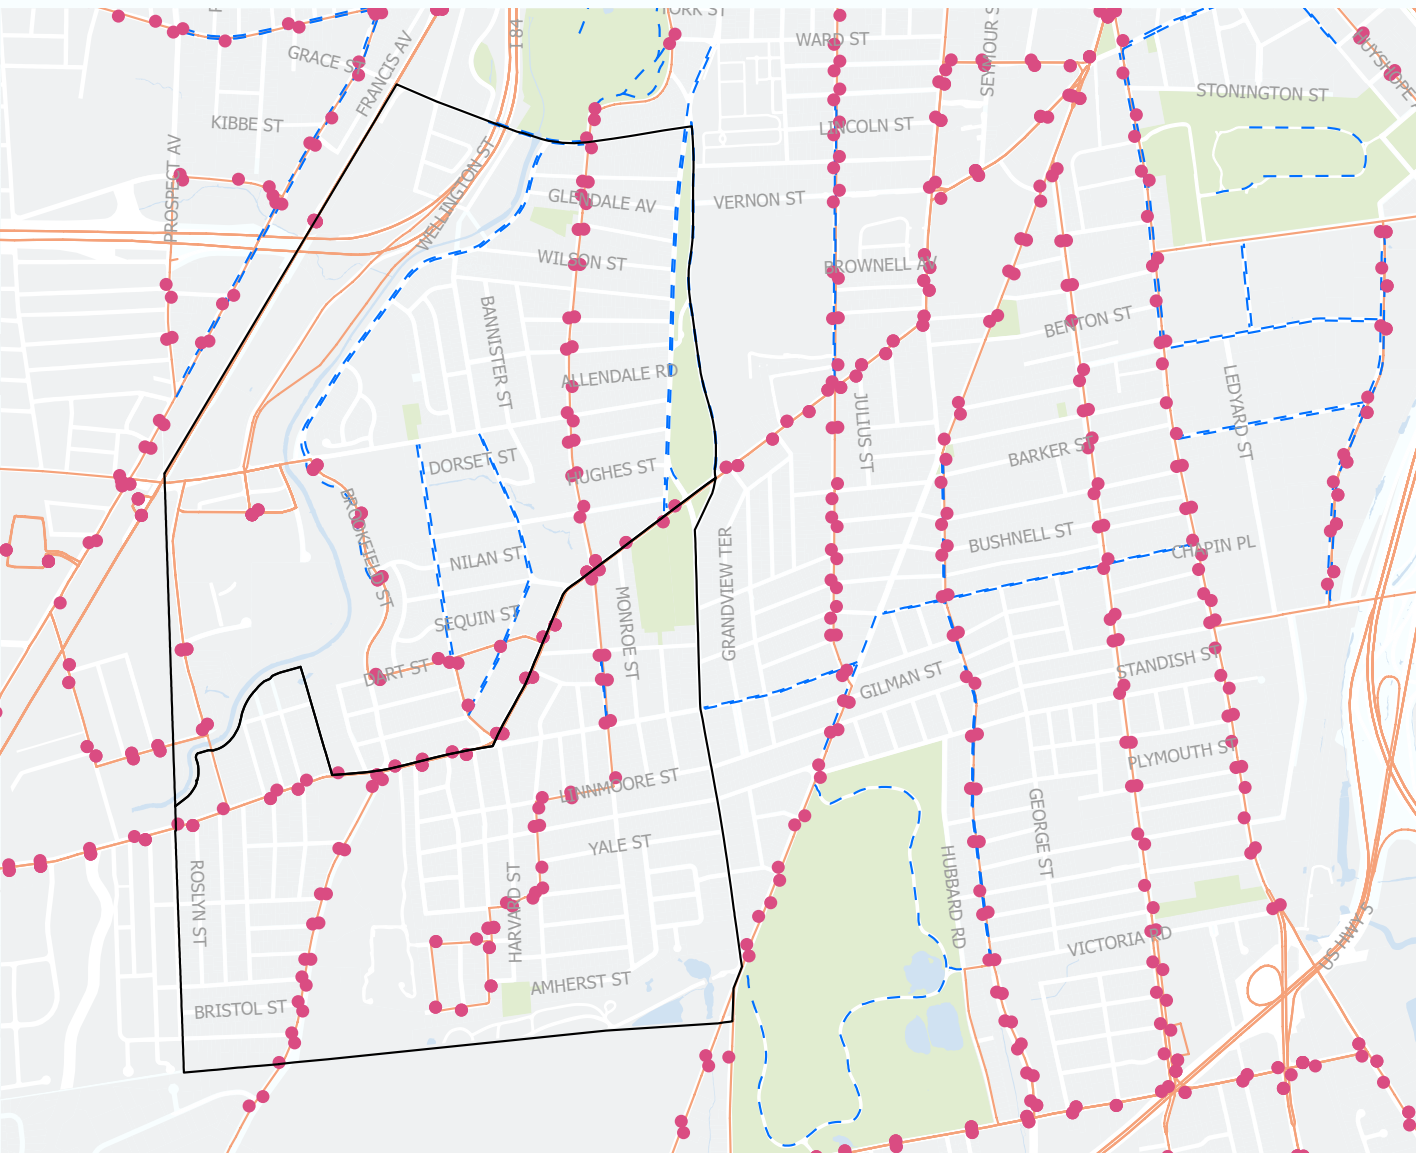 YORK ST
I 84
WARD ST
SEYMOUR S
GRACE ST
FRANCIS AV
STONINGTON ST
KIBBE ST
LINCOLN ST
PROSPECT AV
WELLINGTON ST
GLENDALE AV
VERNON ST
WILSON ST
BROWNELL AV
BANNISTER ST
BENTON ST
ALLENDALE RD
LEDYARD ST
JULIUS ST
DORSET ST
HUGHES ST
BARKER ST
BROOKFIELD ST
NILAN ST
BUSHNELL ST
CHAPIN PL
GRANDVIEW TER
MONROE ST
SEQUIN ST
DART ST
GILMAN ST
STANDISH ST
PLYMOUTH ST
LINNMOORE ST
GEORGE ST
YALE ST
ROSLYN ST
HARVARD ST
HUBBARD RD
VICTORIA RD
US HWY 5
AMHERST ST
BRISTOL ST